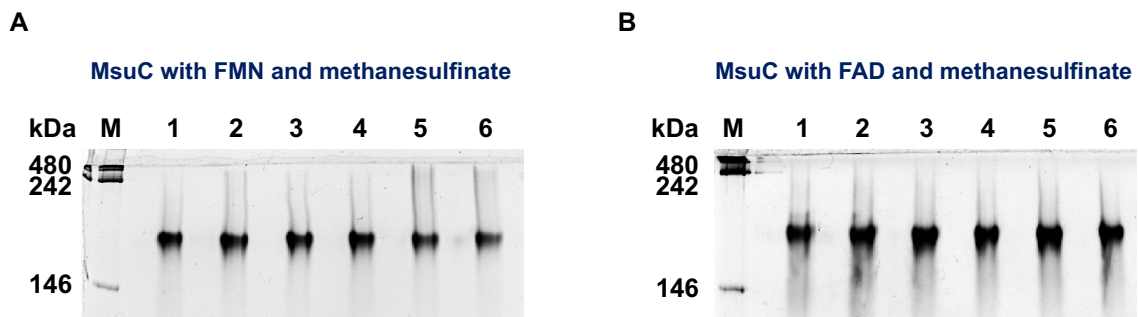 A
MsuC with FMN and methanesulfinate
kDa M 1 2 3 4 5 6
480
242
146
B
MsuC with FAD and methanesulfinate
kDa M 1 2 3 4 5 6
480
242
146